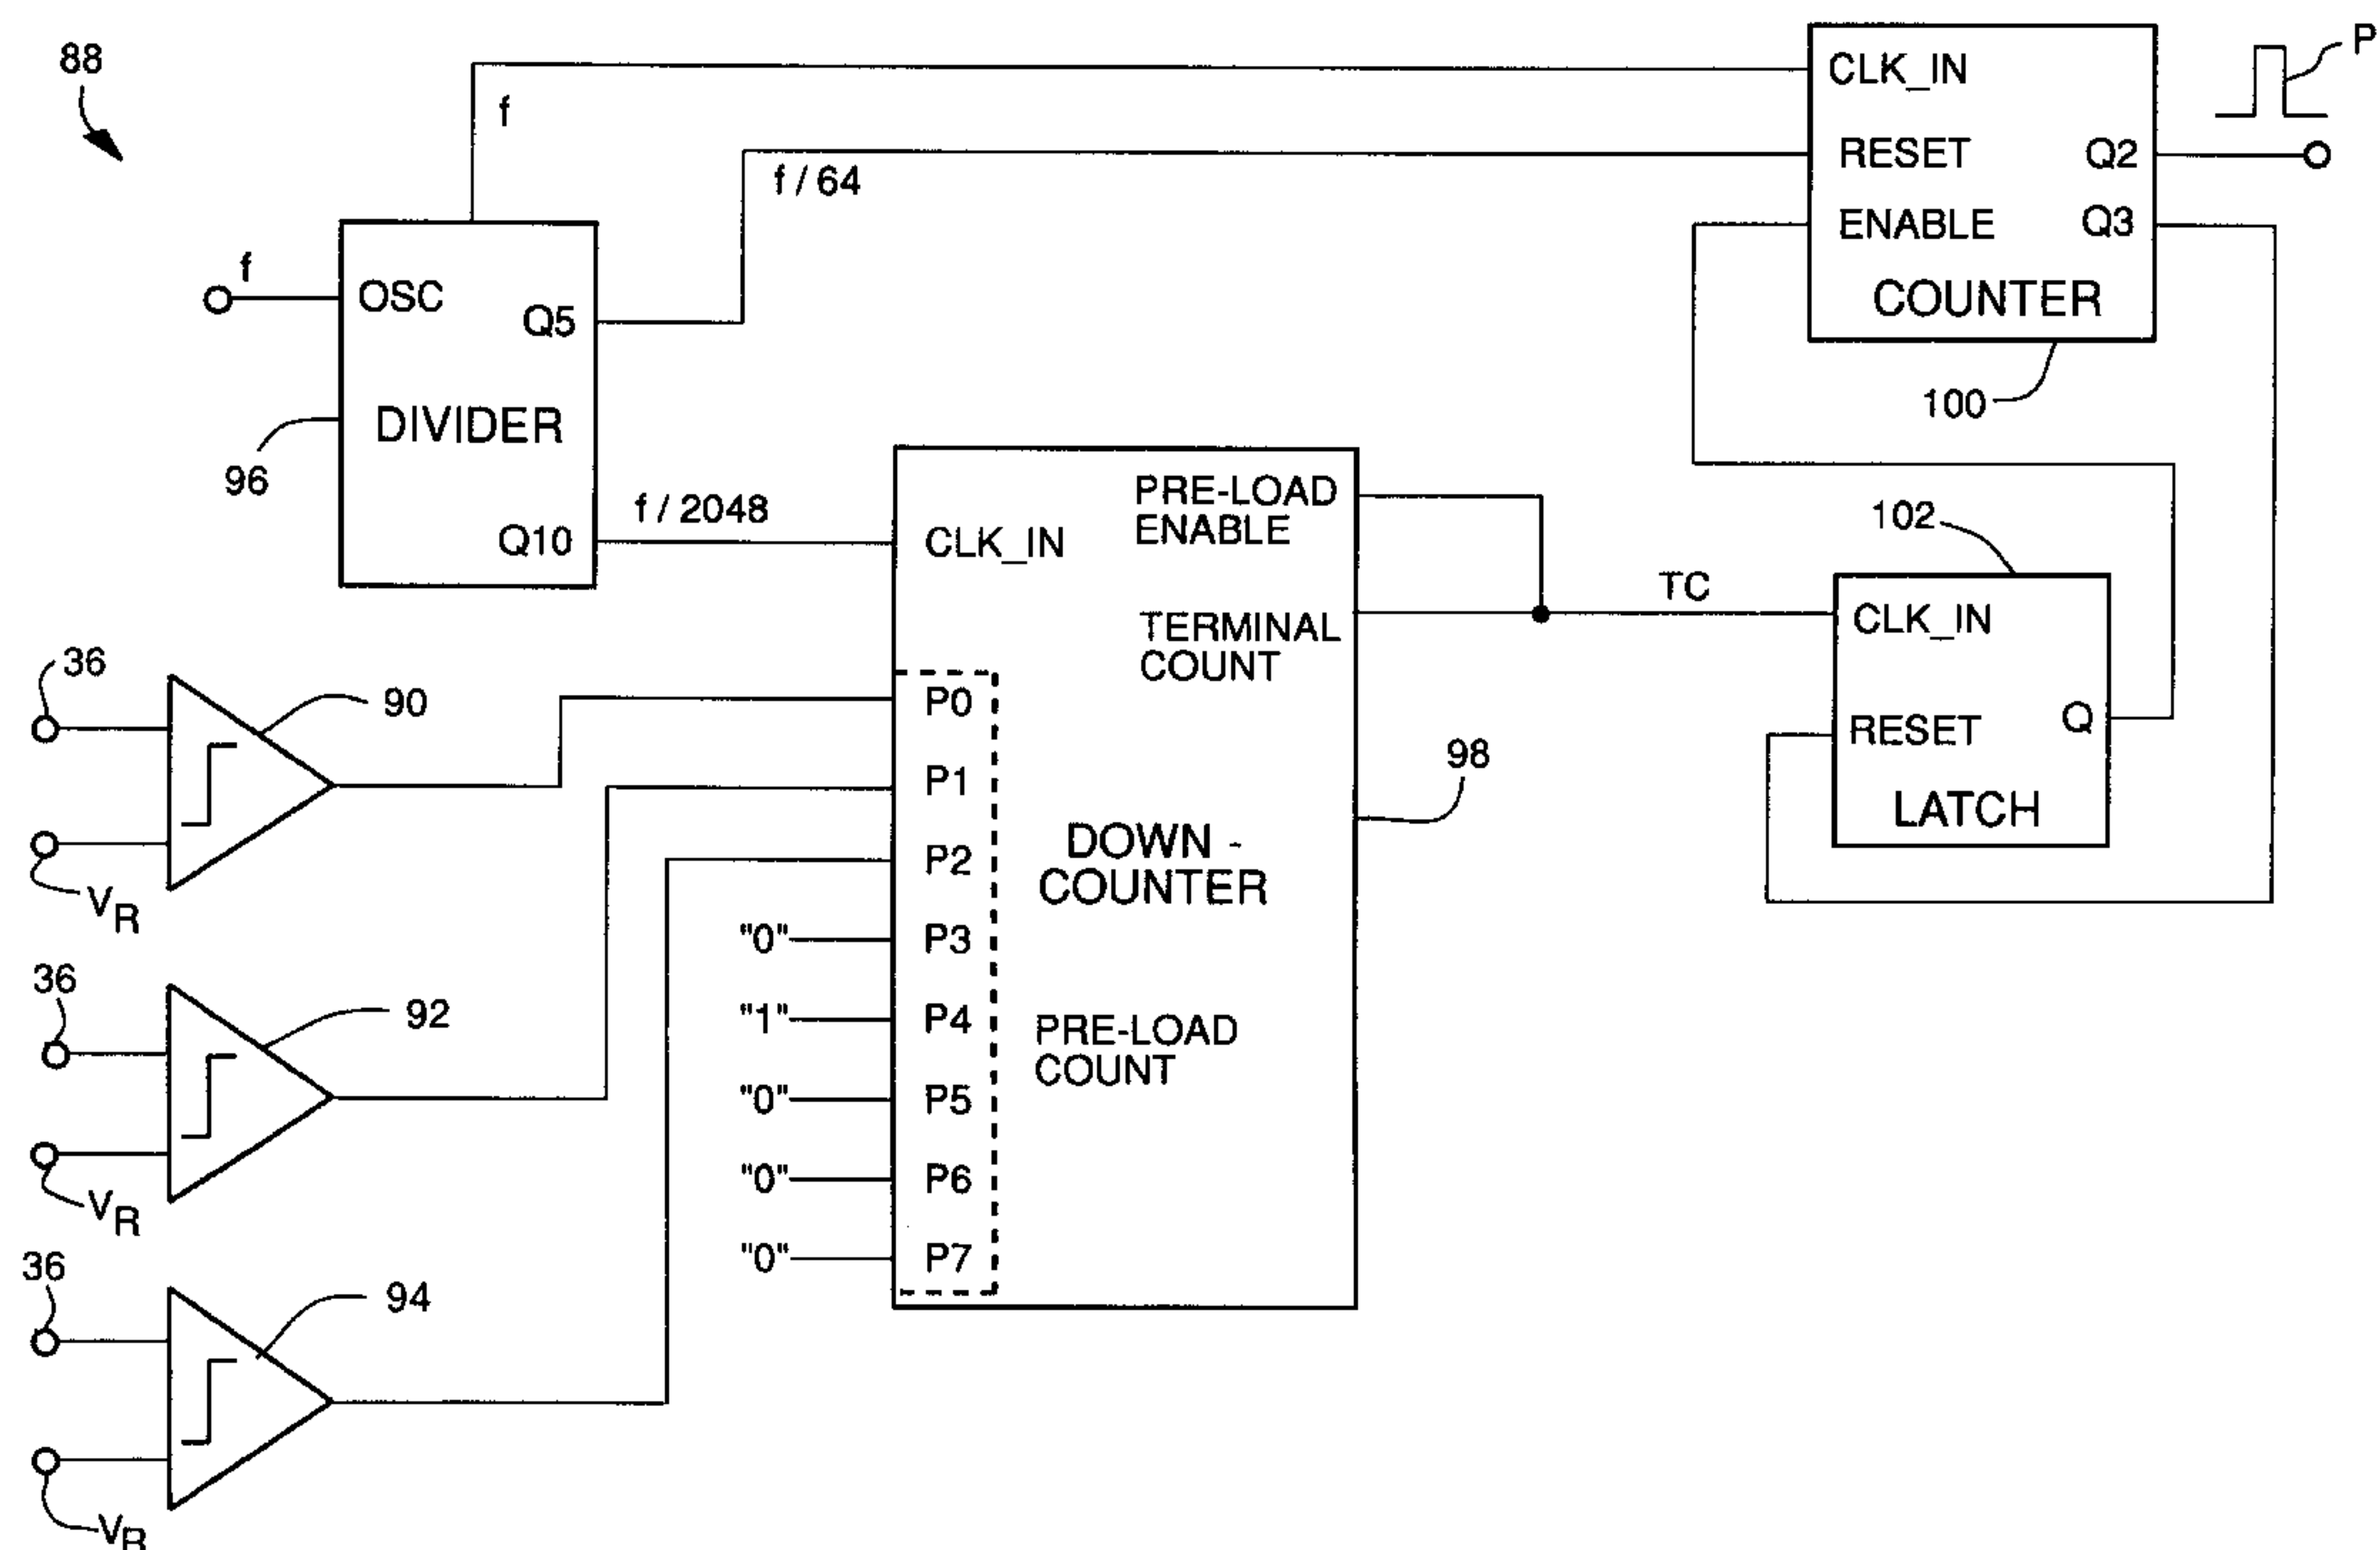 88
f
f / 64
CLK_IN
RESET
ENABLE
Q2
Q3
COUNTER
100
P
f
OSC
Q5
DIVIDER
Q10
96
f / 2048
CLK_IN
PRE-LOAD
ENABLE
TERMINAL
COUNT
TC
102
CLK_IN
RESET
Q
LATCH
36
90
VR
36
92
VR
36
94
VR
P0
P1
P2
"0" P3
"1" P4
"0" P5
"0" P6
"0" P7
DOWN -
COUNTER
PRE-LOAD
COUNT
98